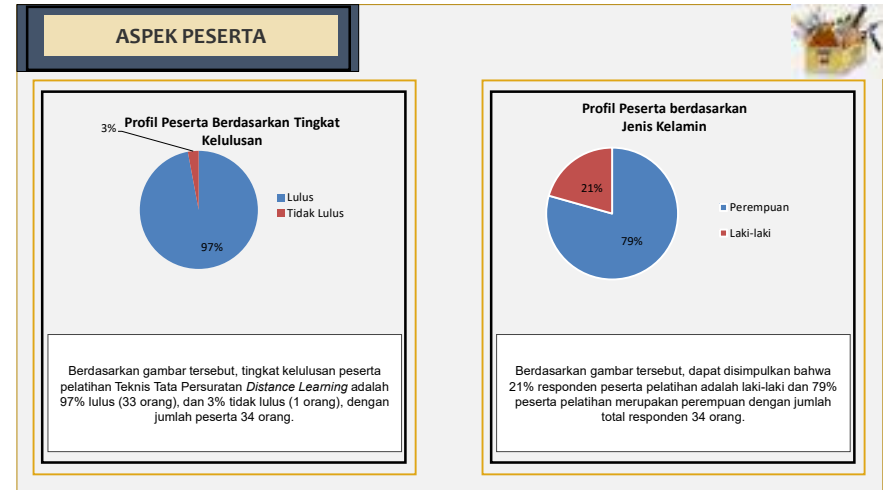 ASPEK PESERTA
Profil Peserta Berdasarkan Tingkat
Kelulusan
3%
97%
Lulus
Tidak Lulus
Berdasarkan gambar tersebut, tingkat kelulusan peserta
pelatihan Teknis Tata Persuratan Distance Learning adalah
97% lulus (33 orang), dan 3% tidak lulus (1 orang), dengan
jumlah peserta 34 orang.
Profil Peserta berdasarkan
Jenis Kelamin
21%
79%
Perempuan
Laki-laki
Berdasarkan gambar tersebut, dapat disimpulkan bahwa
21% responden peserta pelatihan adalah laki-laki dan 79%
peserta pelatihan merupakan perempuan dengan jumlah
total responden 34 orang.